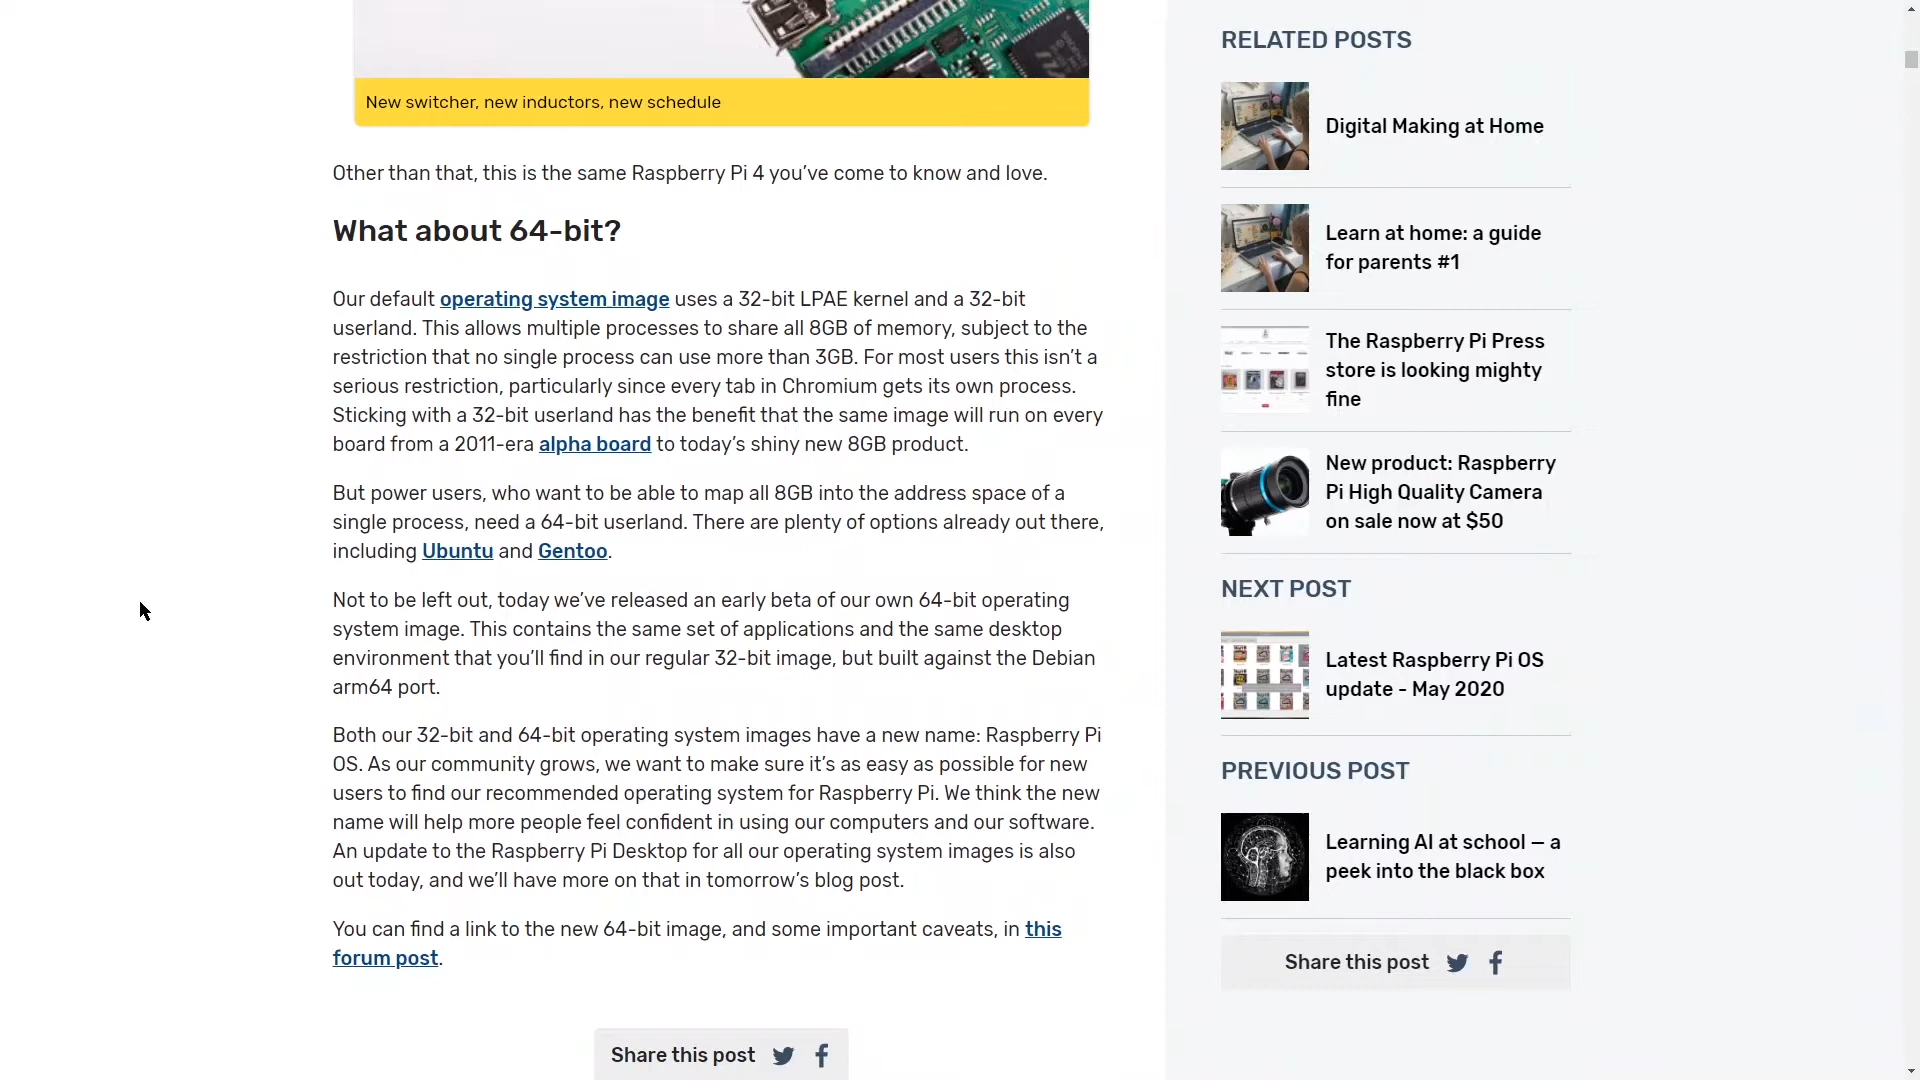 New switcher, new inductors, new schedule
Other than that, this is the same Raspberry Pi 4 you’ve come to know and love.
What about 64-bit?
Our default operating system image uses a 32-bit LPAE kernel and a 32-bit
userland. This allows multiple processes to share all 8GB of memory, subject to the
restriction that no single process can use more than 3GB. For most users this isn’t a
serious restriction, particularly since every tab in Chromium gets its own process.
Sticking with a 32-bit userland has the benefit that the same image will run on every
board from a 2011-era alpha board to today’s shiny new 8GB product.
But power users, who want to be able to map all 8GB into the address space of a
single process, need a 64-bit userland. There are plenty of options already out there,
including Ubuntu and Gentoo.
Not to be left out, today we’ve released an early beta of our own 64-bit operating
system image. This contains the same set of applications and the same desktop
environment that you’ll find in our regular 32-bit image, but built against the Debian
arm64 port.
Both our 32-bit and 64-bit operating system images have a new name: Raspberry Pi
OS. As our community grows, we want to make sure it’s as easy as possible for new
users to find our recommended operating system for Raspberry Pi. We think the new
name will help more people feel confident in using our computers and our software.
An update to the Raspberry Pi Desktop for all our operating system images is also
out today, and we’ll have more on that in tomorrow’s blog post.
You can find a link to the new 64-bit image, and some important caveats, in this
forum post.
Share this post
RELATED POSTS
Digital Making at Home
Learn at home: a guide
for parents #1
The Raspberry Pi Press
store is looking mighty
fine
New product: Raspberry
Pi High Quality Camera
on sale now at $50
NEXT POST
Latest Raspberry Pi OS
update - May 2020
PREVIOUS POST
Learning AI at school – a
peek into the black box
Share this post